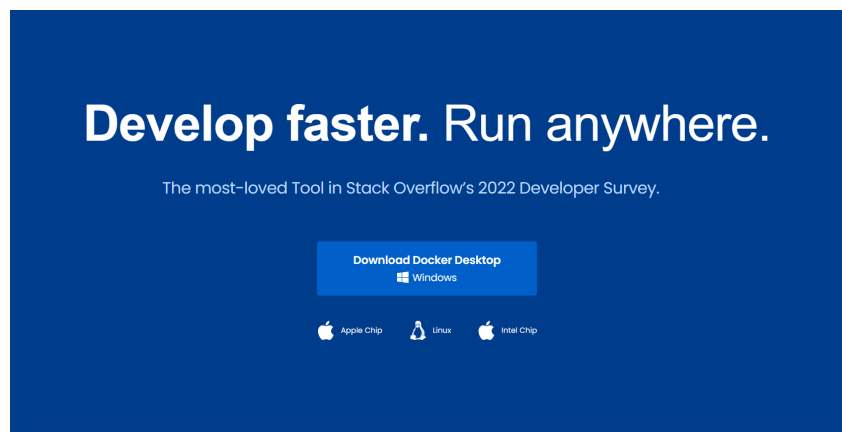 Develop faster. Run anywhere.
The most-loved Tool in Stack Overflow’s 2022 Developer Survey.
Download Docker Desktop
Windows
Apple Chip Linux Intel Chip